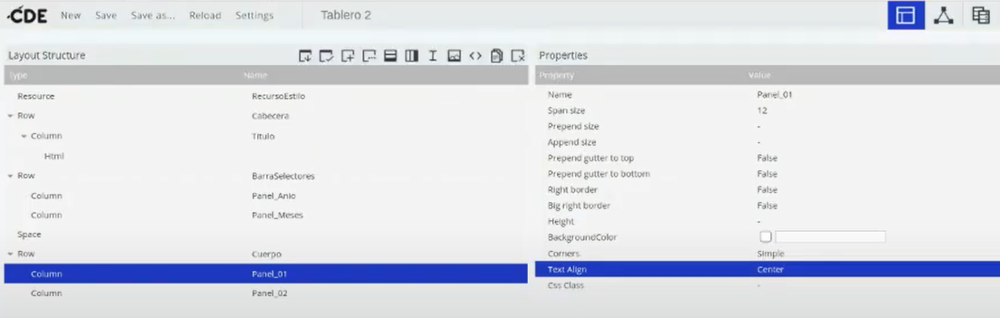 CDE New Save Save as... Reload Settings Tablero 2
Layout Structure
Type Name
Resource RecursoEstilo
Row Cabecera
Column Titulo
Html
Row BarraSelectores
Column Panel_Anio
Column Panel_Meses
Space
Row Cuerpo
Column Panel_01
Column Panel_02
Properties
Property Value
Name Panel_01
Span size 12
Prepend size -
Append size -
Prepend gutter to top False
Prepend gutter to bottom False
Right border False
Big right border False
Height -
BackgroundColor
Corners Simple
Text Align Center
Css Class -